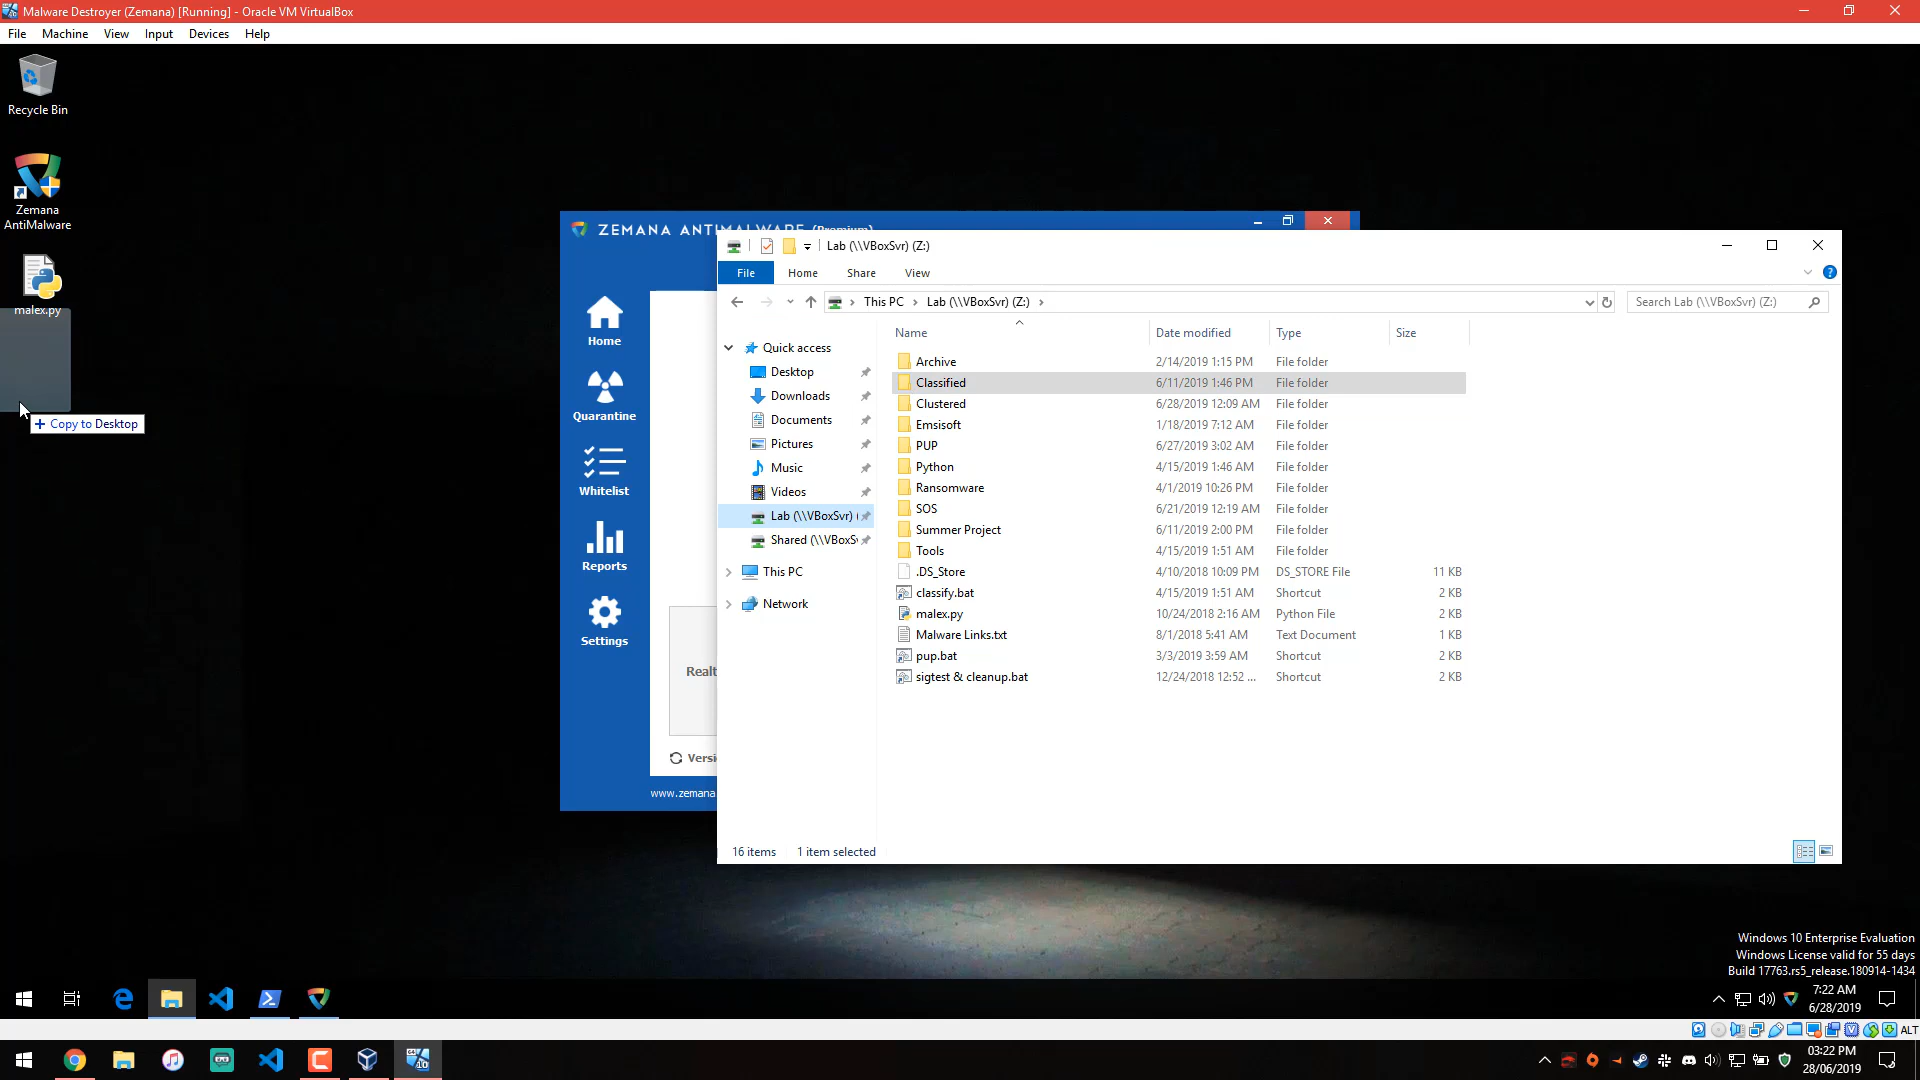 Malware Destroyer (Zemana) [Running] - Oracle VM VirtualBox
File Machine View Input Devices Help
Recycle Bin
Zemana
AntiMalware
malex.py
+ Copy to Desktop
ZEMANA ANTIMALWARE (Premium)
Home
Quarantine
Whitelist
Reports
Settings
Realt
Versi
www.zemana.
Lab (\\VBoxSvr) (Z:)
File Home Share View
This PC > Lab (\\VBoxSvr) (Z:) >
Search Lab (\\VBoxSvr) (Z:)
Quick access
Desktop
Downloads
Documents
Pictures
Music
Videos
Lab (\\VBoxSvr) (
Shared (\\VBoxSv
This PC
Network
Name Date modified Type Size
Archive 2/14/2019 1:15 PM File folder
Classified 6/11/2019 1:46 PM File folder
Clustered 6/28/2019 12:09 AM File folder
Emsisoft 1/18/2019 7:12 AM File folder
PUP 6/27/2019 3:02 AM File folder
Python 4/15/2019 1:46 AM File folder
Ransomware 4/1/2019 10:26 PM File folder
SOS 6/21/2019 12:19 AM File folder
Summer Project 6/11/2019 2:00 PM File folder
Tools 4/15/2019 1:51 AM File folder
.DS_Store 4/10/2018 10:09 PM DS_STORE File 11 KB
classify.bat 4/15/2019 1:51 AM Shortcut 2 KB
malex.py 10/24/2018 2:16 AM Python File 2 KB
Malware Links.txt 8/1/2018 5:41 AM Text Document 1 KB
pup.bat 3/3/2019 3:59 AM Shortcut 2 KB
sigtest & cleanup.bat 12/24/2018 12:52 ... Shortcut 2 KB
16 items 1 item selected
Windows 10 Enterprise Evaluation
Windows License valid for 55 days
Build 17763.rs5_release.180914-1434
7:22 AM
6/28/2019
ALT
03:22 PM
28/06/2019